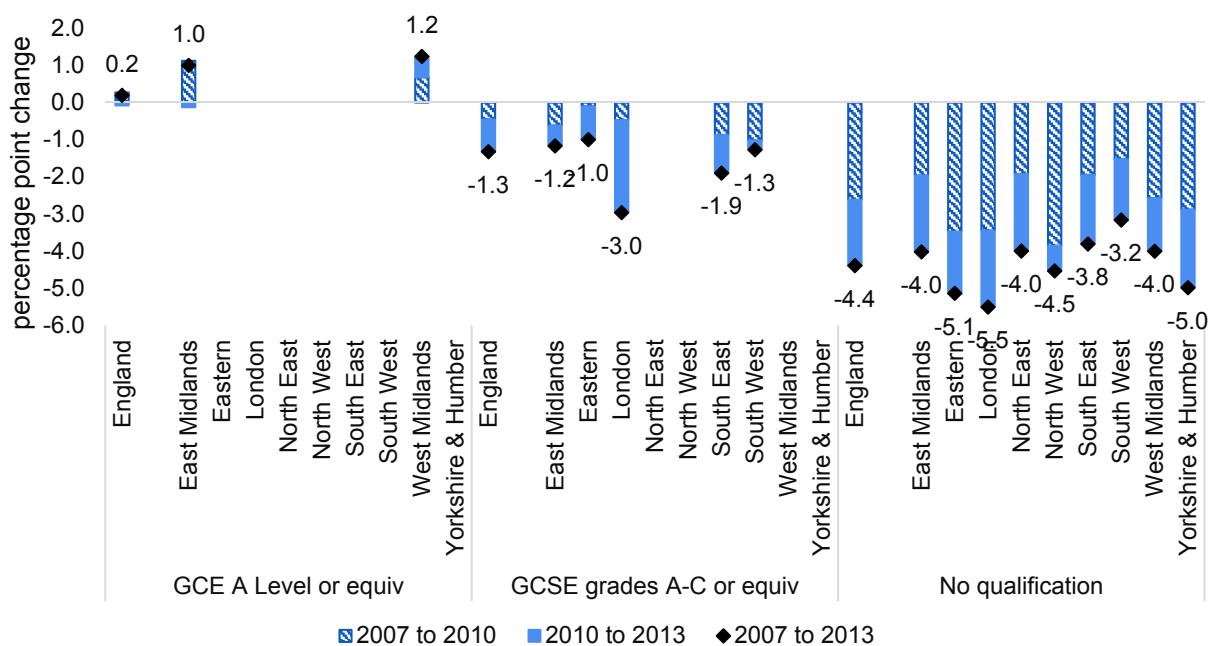 percentage point change
2.0
1.0
0.0
-1.0
-2.0
-3.0
-4.0
-5.0
-6.0
0.2
1.0
1.2
-1.3
-1.2
-1.0
-3.0
-1.9
-1.3
-4.4
-4.0
-5.1
-5.5
-4.0
-4.5
-3.8
-3.2
-4.0
-5.0
England
East Midlands
Eastern
London
North East
North West
South East
South West
West Midlands
Yorkshire & Humber
England
East Midlands
Eastern
London
North East
North West
South East
South West
West Midlands
Yorkshire & Humber
England
East Midlands
Eastern
London
North East
North West
South East
South West
West Midlands
Yorkshire & Humber
GCE A Level or equiv
GCSE grades A-C or equiv
No qualification
2007 to 2010
2010 to 2013
2007 to 2013